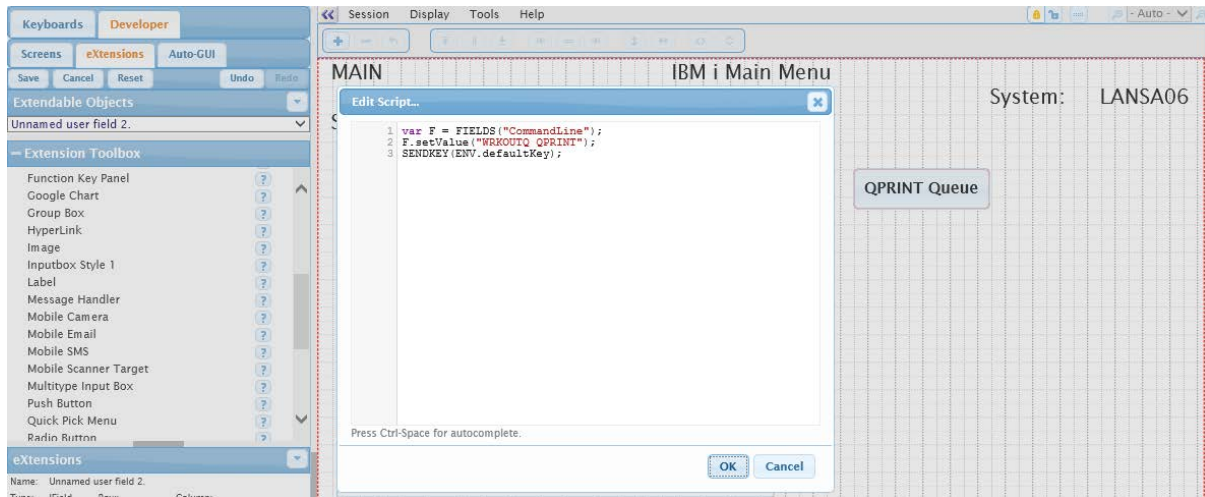 Keyboards Developer
Screens eXtensions Auto-GUI
Save Cancel Reset Undo Redo
Extendable Objects
Unnamed user field 2.
Extension Toolbox
Function Key Panel
Google Chart
Group Box
HyperLink
Image
Inputbox Style 1
Label
Message Handler
Mobile Camera
Mobile Email
Mobile SMS
Mobile Scanner Target
Multitype Input Box
Push Button
Quick Pick Menu
Radio Button
eXtensions
Name: Unnamed user field 2.
Session Display Tools Help
- Auto -
MAIN IBM i Main Menu
System: LANSA06
S
Edit Script...
1 var F = FIELDS("CommandLine");
2 F.setValue("WRKOUTQ QPRINT");
3 SENDKEY(ENV.defaultKey);
Press Ctrl-Space for autocomplete.
OK Cancel
QPRINT Queue